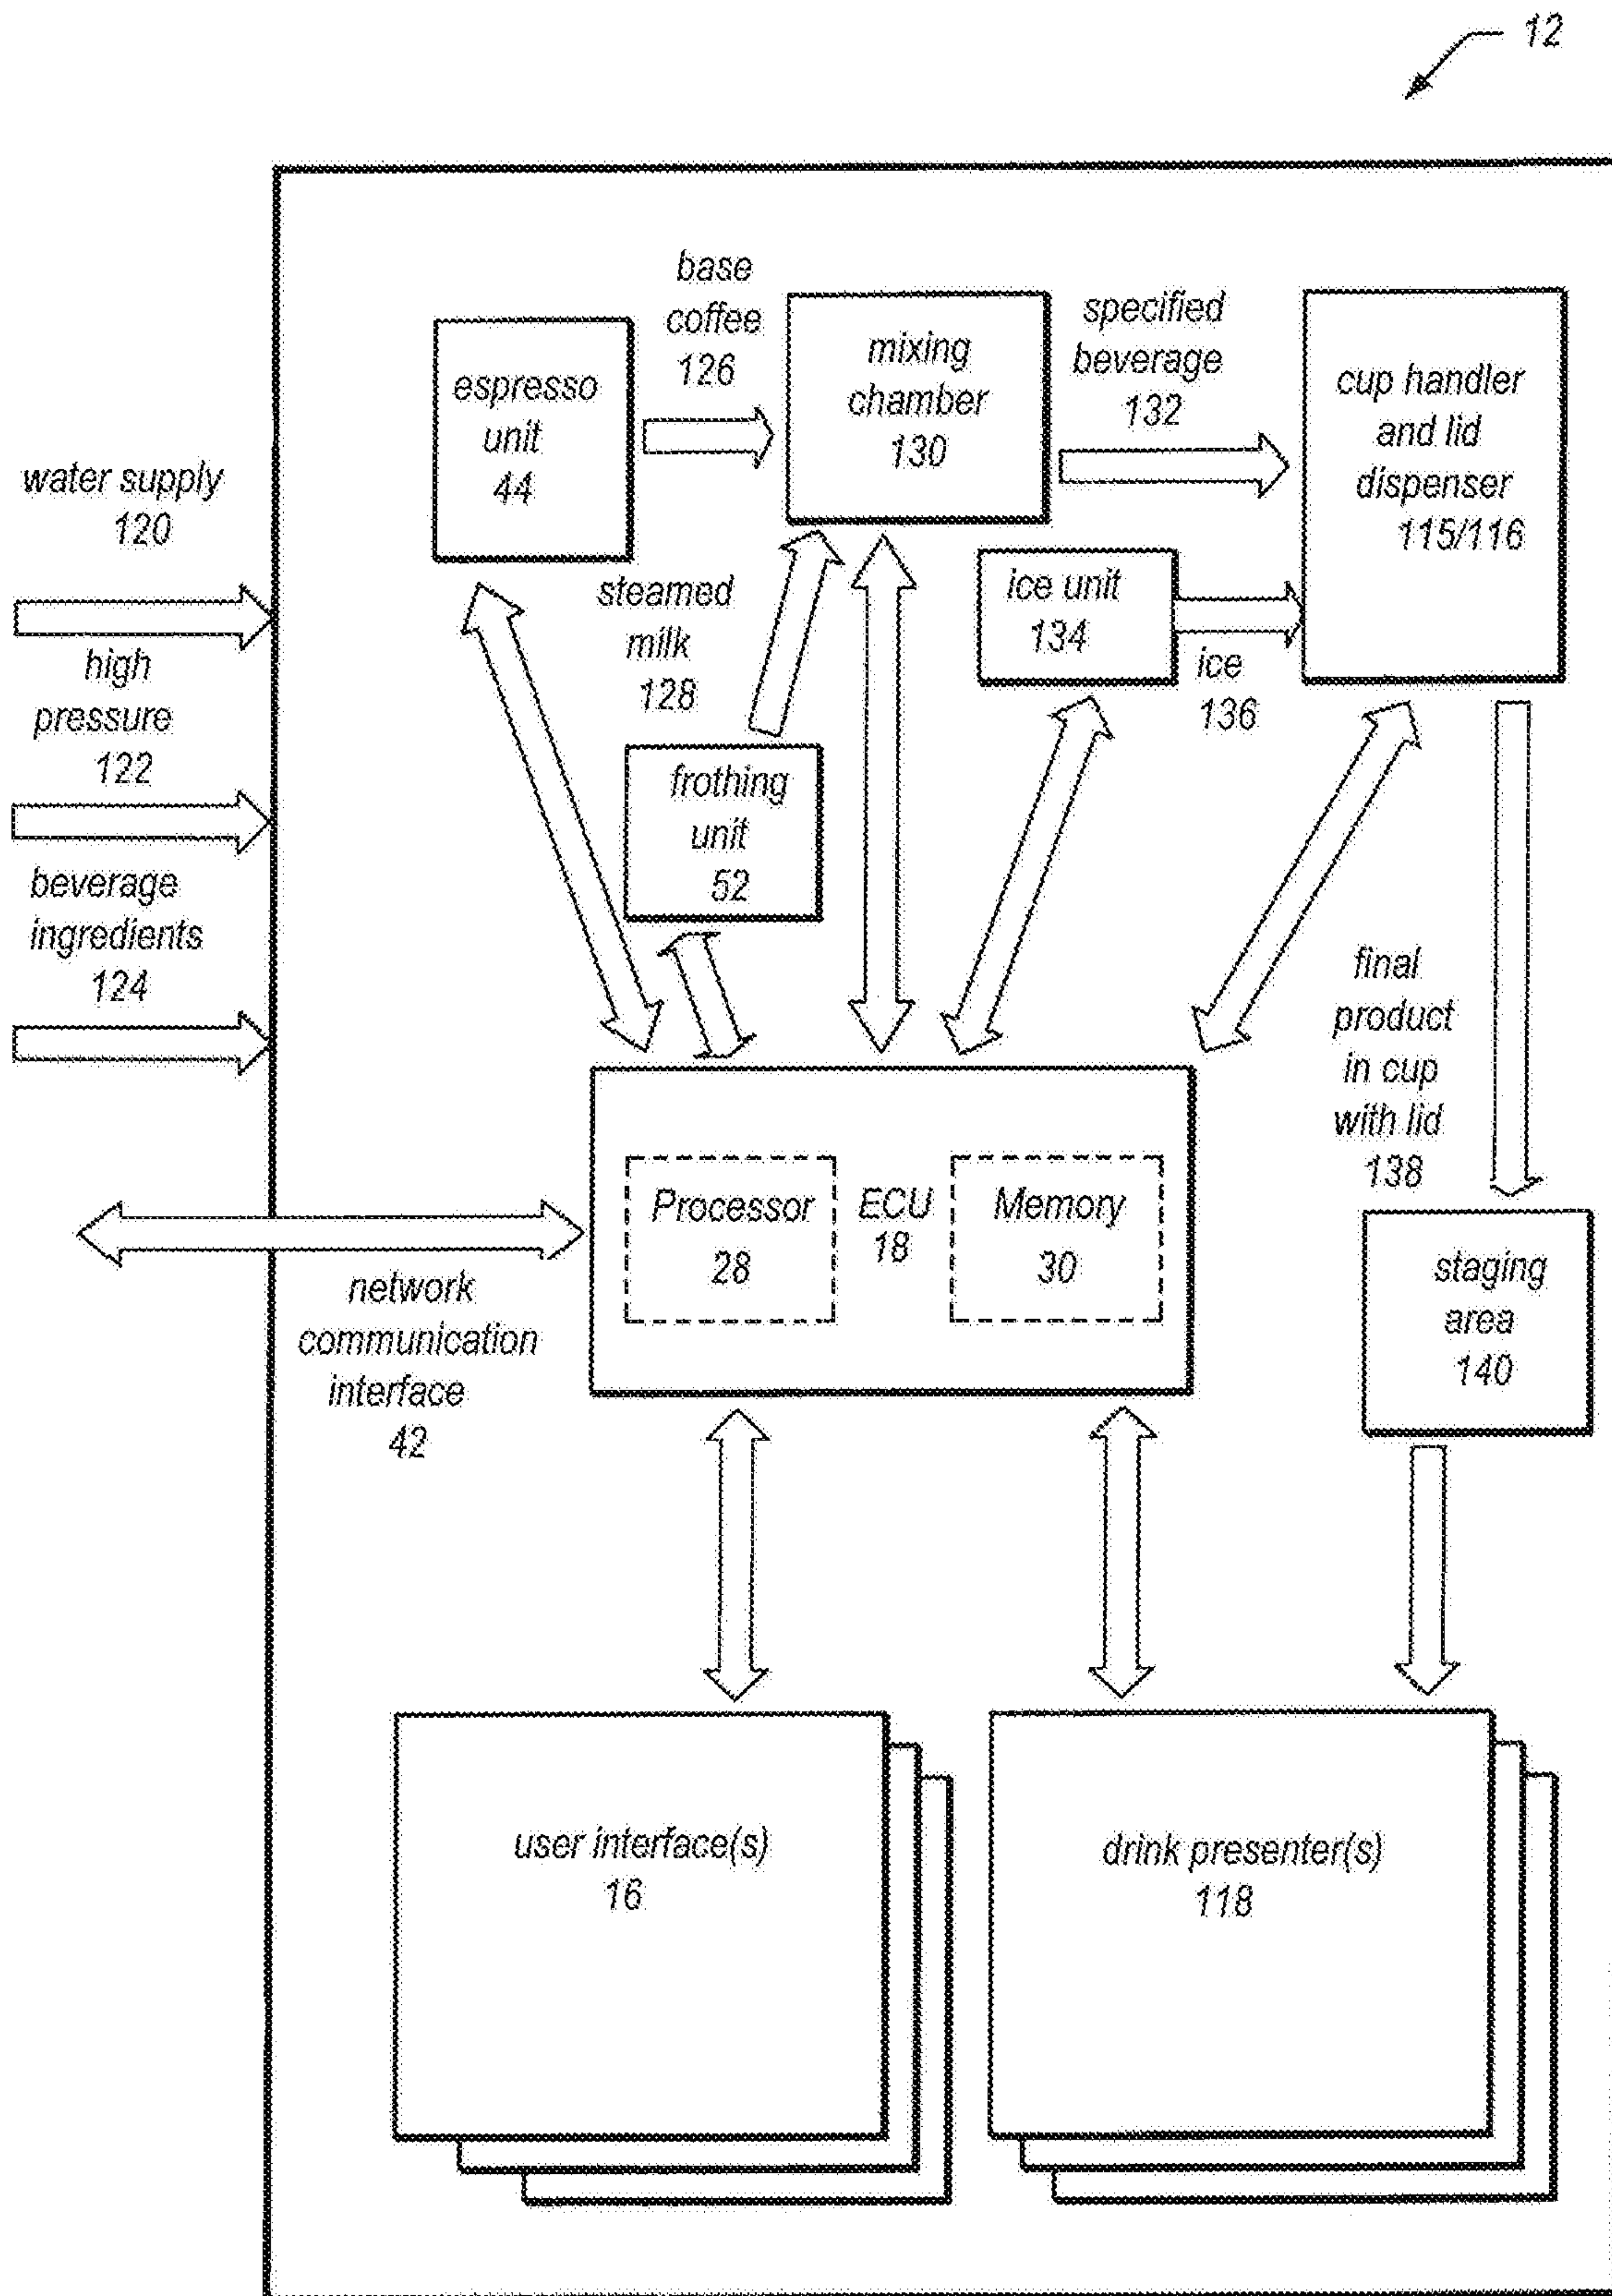 12
base
coffee
126
espresso
unit
44
mixing
chamber
130
specified
beverage
132
cup handler
and lid
dispenser
115/116
water supply
120
high
pressure
122
beverage
ingredients
124
steamed
milk
128
ice unit
134
ice
136
frothing
unit
52
final
product
in cup
with lid
138
Processor
28
ECU
18
Memory
30
network
communication
interface
42
staging
area
140
user interface(s)
16
drink presenter(s)
118